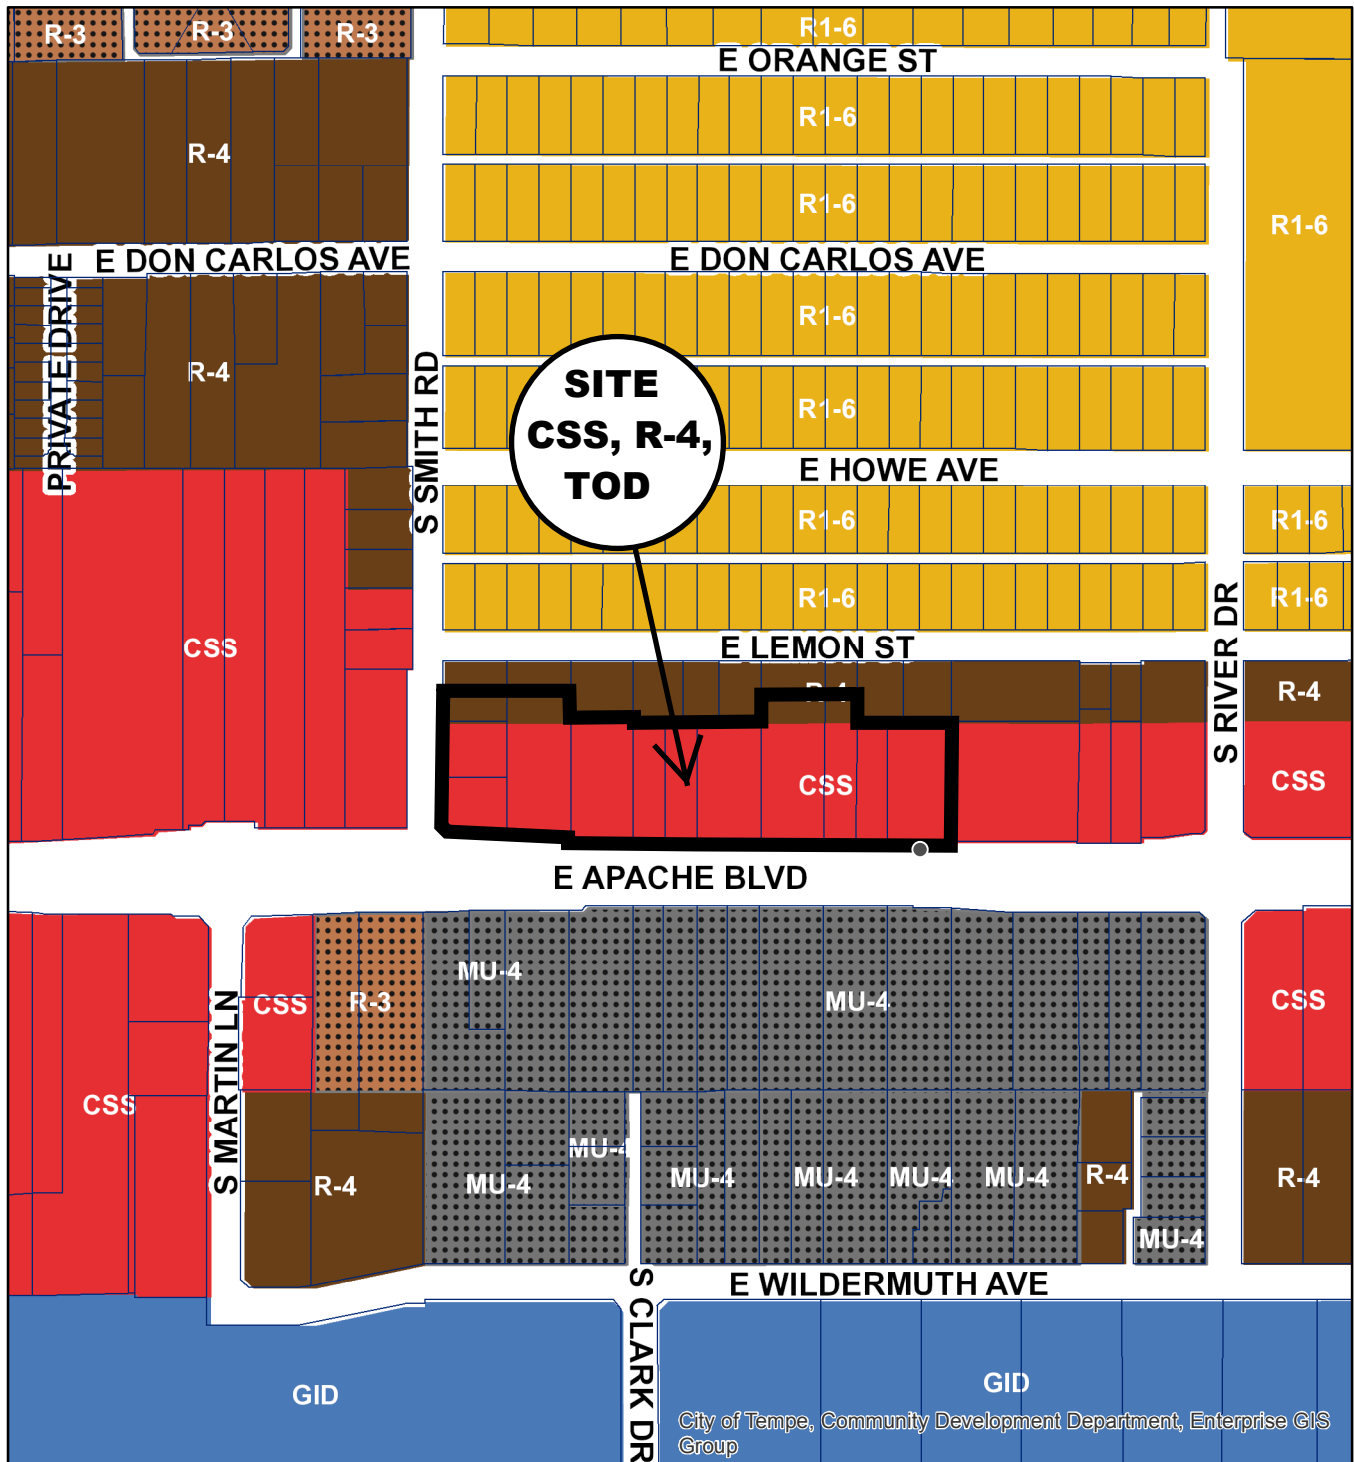 R-3
R-3
R-3
R1-6
E ORANGE ST
R1-6
R-4
R1-6
R1-6
E DON CARLOS AVE
E DON CARLOS AVE
PRIVATE DRIVE
R-4
R1-6
S SMITH RD
SITE
CSS, R-4,
TOD
R1-6
E HOWE AVE
R1-6
R1-6
R1-6
R1-6
CSS
E LEMON ST
S RIVER DR
R-4
R-4
CSS
CSS
E APACHE BLVD
MU-4
MU-4
CSS
R-3
CSS
S MARTIN LN
CSS
MU-4
R-4
MU-4
MU-4
MU-4
MU-4
MU-4
R-4
R-4
MU-4
E WILDERMUTH AVE
S CLARK DR
GID
GID
City of Tempe, Community Development Department, Enterprise GIS
Group